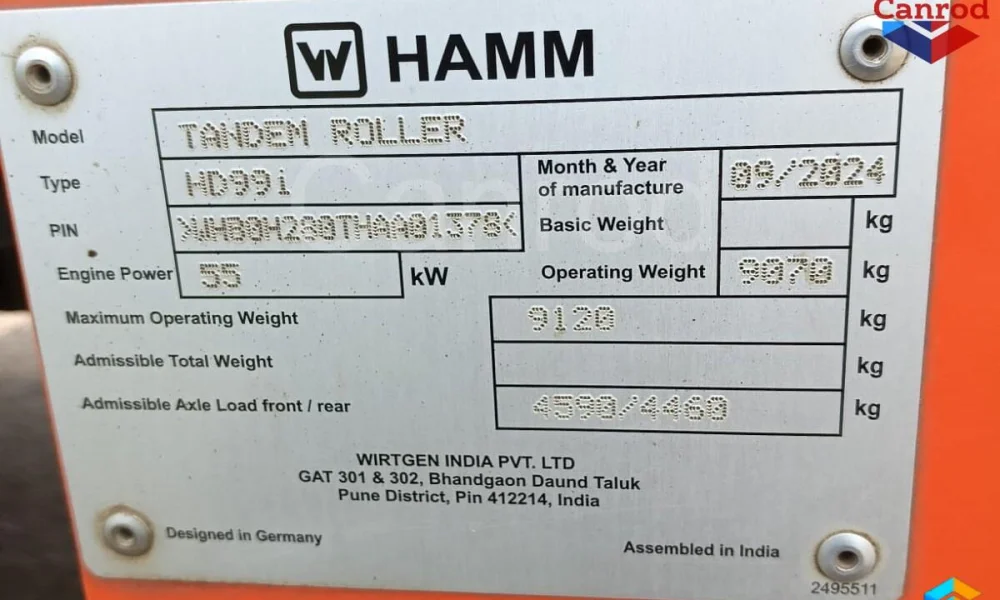 Canrod
W HAMM
Model TANDEM ROLLER
Type HD99i
Month & Year of manufacture 09/2024
PIN >WHB0H280THAA01378<
Basic Weight kg
Engine Power 55 kW
Operating Weight 9070 kg
Maximum Operating Weight 9120 kg
Admissible Total Weight kg
Admissible Axle Load front / rear 4590/4460 kg
WIRTGEN INDIA PVT. LTD
GAT 301 & 302, Bhandgaon Daund Taluk
Pune District, Pin 412214, India
Designed in Germany
Assembled in India
2495511